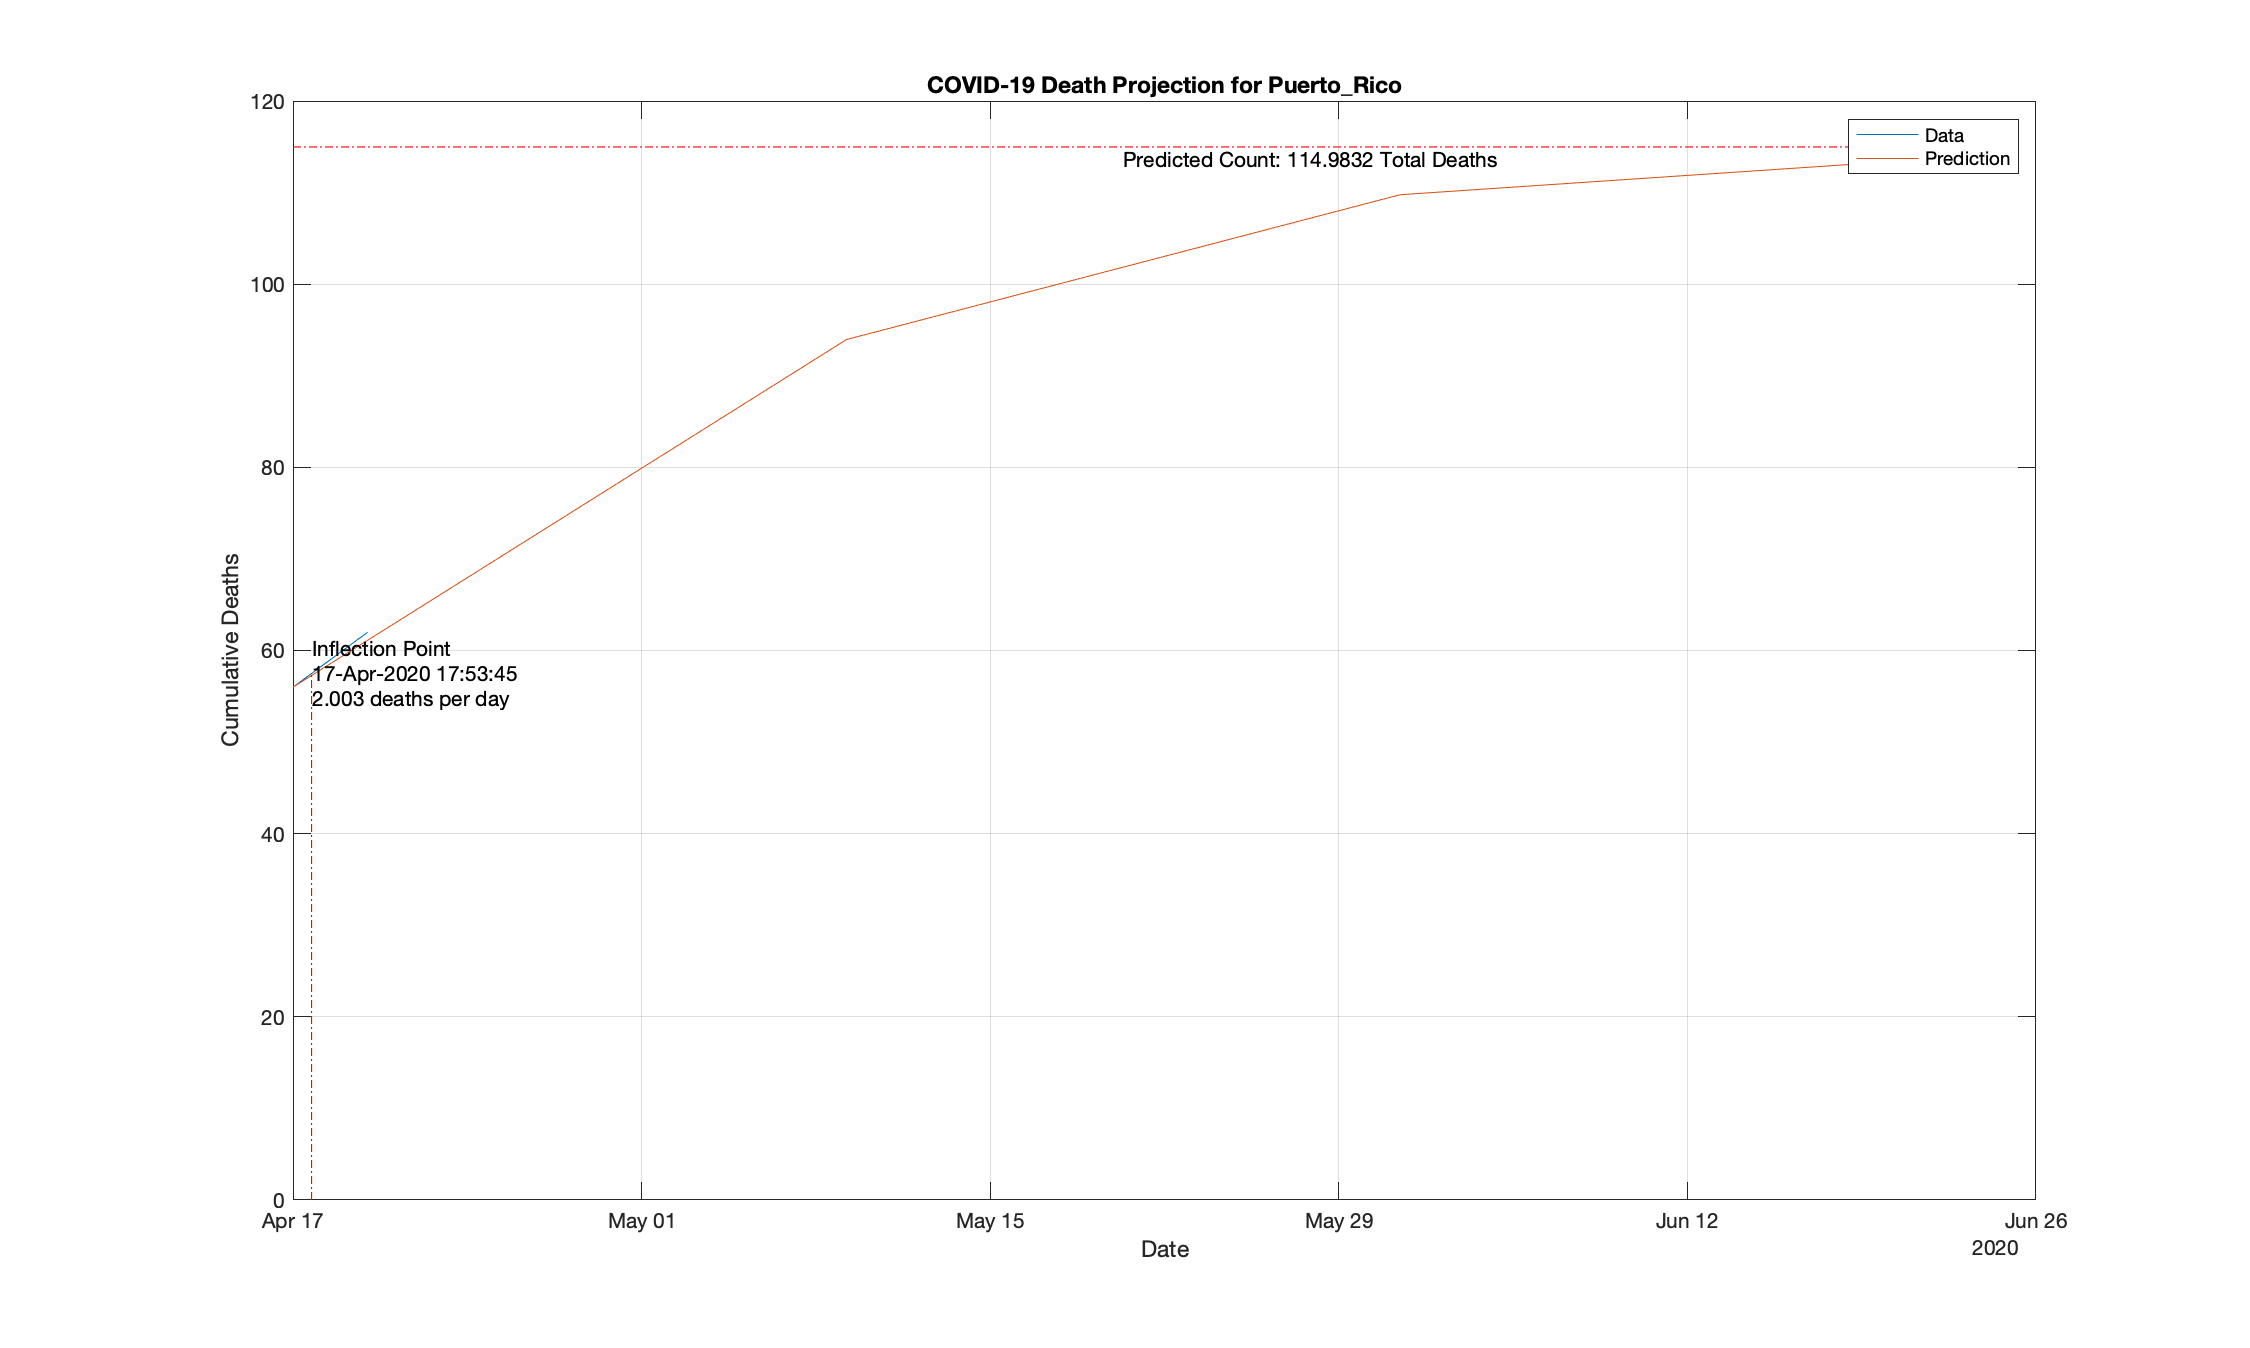 COVID-19 Death Projection for Puerto_Rico
120
Data
Prediction
Predicted Count: 114.9832 Total Deaths
100
80
60
Inflection Point
17-Apr-2020 17:53:45
2.003 deaths per day
40
20
0
Cumulative Deaths
Apr 17 May 01 May 15 May 29 Jun 12 Jun 26
Date
2020